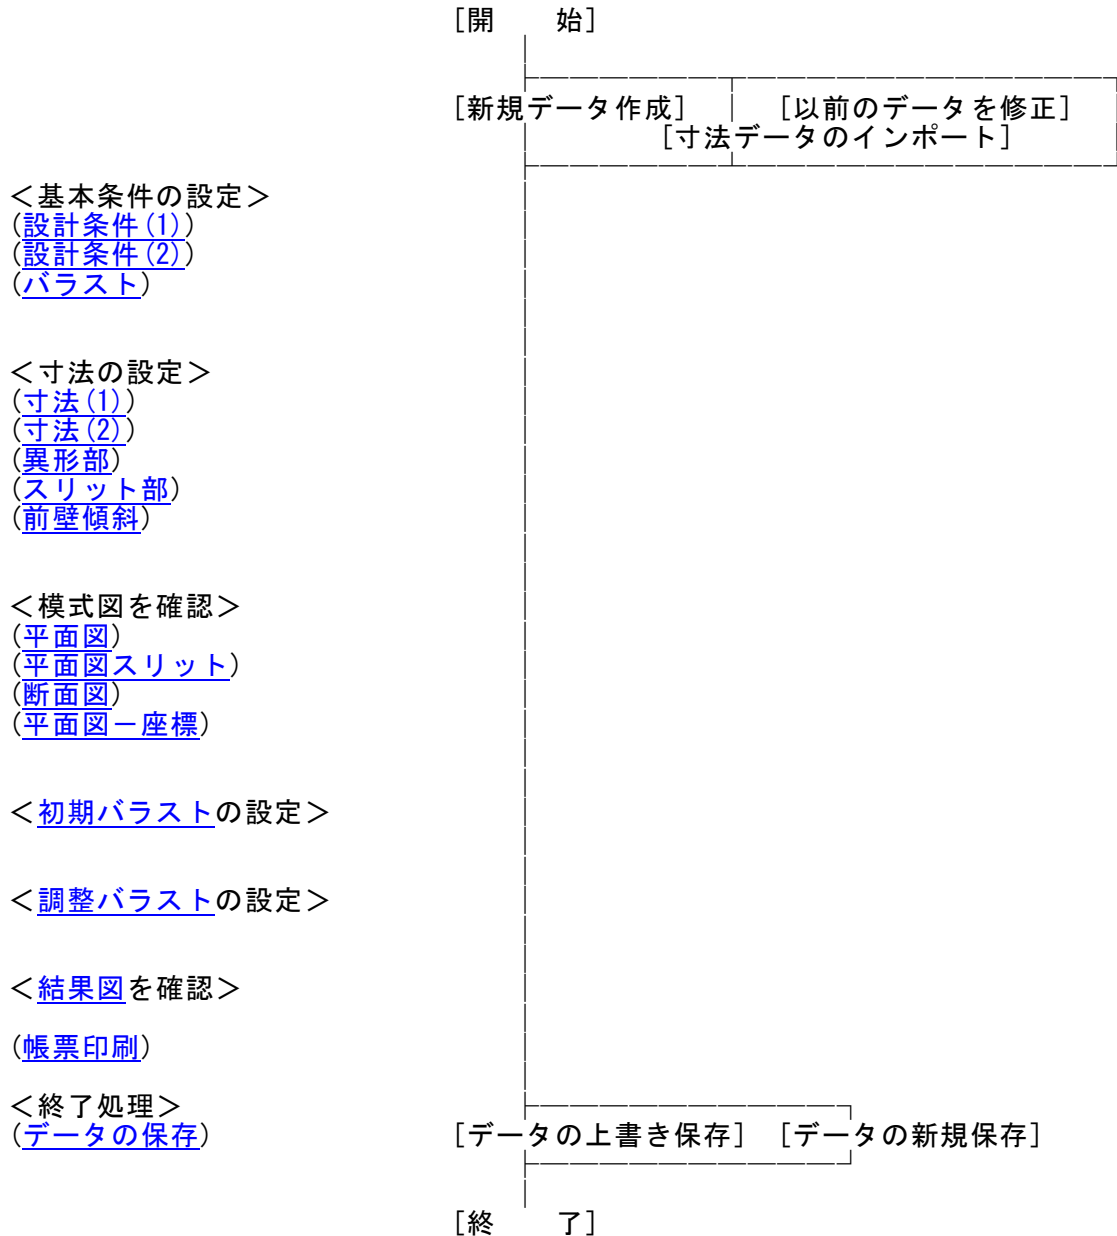 [開　　始]
[新規データ作成]　[以前のデータを修正]
[寸法データのインポート]
＜基本条件の設定＞
(設計条件(1))
(設計条件(2))
(バラスト)
＜寸法の設定＞
(寸法(1))
(寸法(2))
(異形部)
(スリット部)
(前壁傾斜)
＜模式図を確認＞
(平面図)
(平面図スリット)
(断面図)
(平面図－座標)
＜初期バラストの設定＞
＜調整バラストの設定＞
＜結果図を確認＞
(帳票印刷)
＜終了処理＞
(データの保存)　[データの上書き保存]　[データの新規保存]
[終　　了]